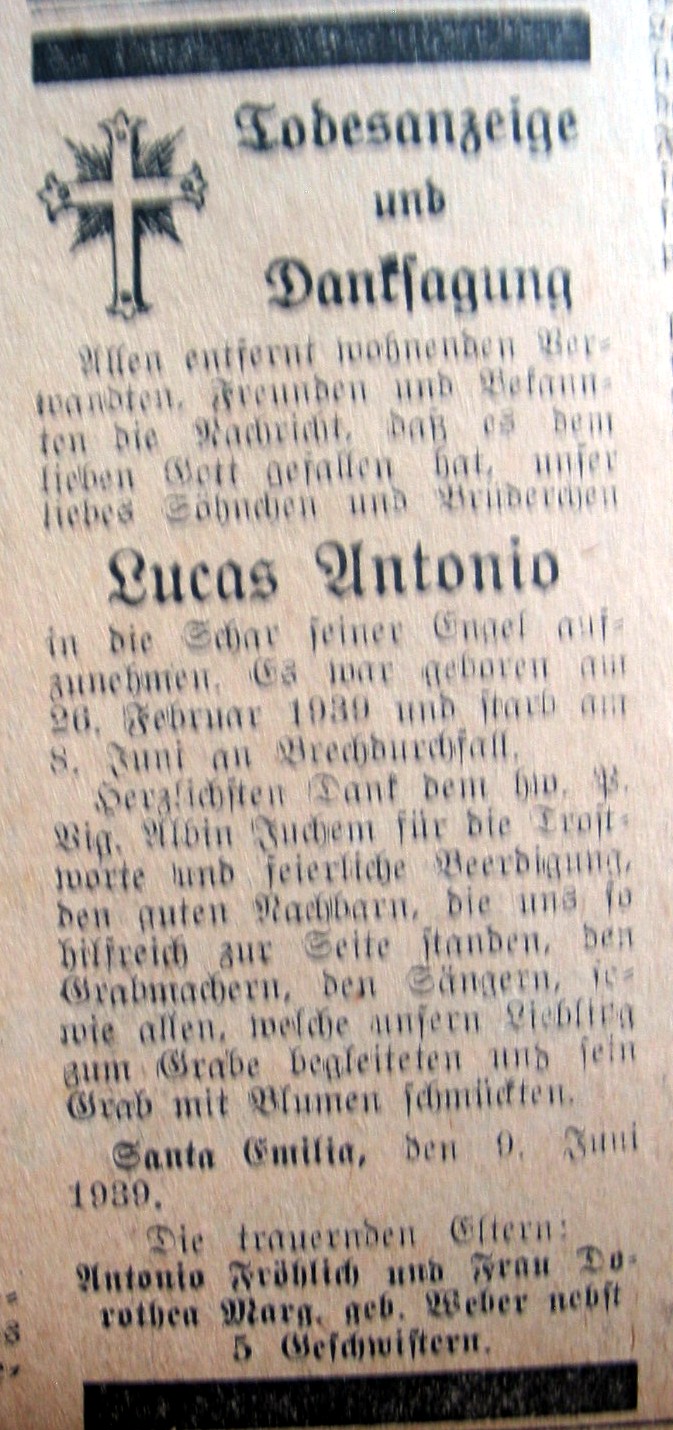 Todesanzeige
und
Danksagung
Allen entfernt wohnenden Ver-
wandten, Freunden und Bekann-
ten die Nachricht, daß es dem
lieben Gott gefallen hat, unser
liebes Söhnchen und Brüderchen
Lucas Antonio
in die Schar seiner Engel auf-
zunehmen. Es war geboren am
26. Februar 1939 und starb am
8. Juni an Brechdurchfall.
Herzlichsten Dank dem hw. P.
Vig. Albin Juchem für die Trost-
worte und feierliche Beerdigung,
den guten Nachbarn, die uns so
hilfreich zur Seite standen, den
Grabmachern, den Sängern, so-
wie allen, welche unsern Liebling
zum Grabe begleiteten und sein
Grab mit Blumen schmückten.
Santa Emilia, den 9. Juni
1939.
Die trauernden Eltern:
Antonio Fröhlich und Frau Do-
rothea Marg. geb. Weber nebst
5 Geschwistern.